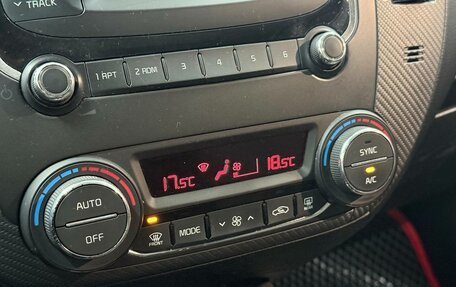 TRACK
1 RPT 2 RDM 3 4 5 6
17.5C 18.5C
SYNC
A/C
AUTO
OFF
FRONT MODE